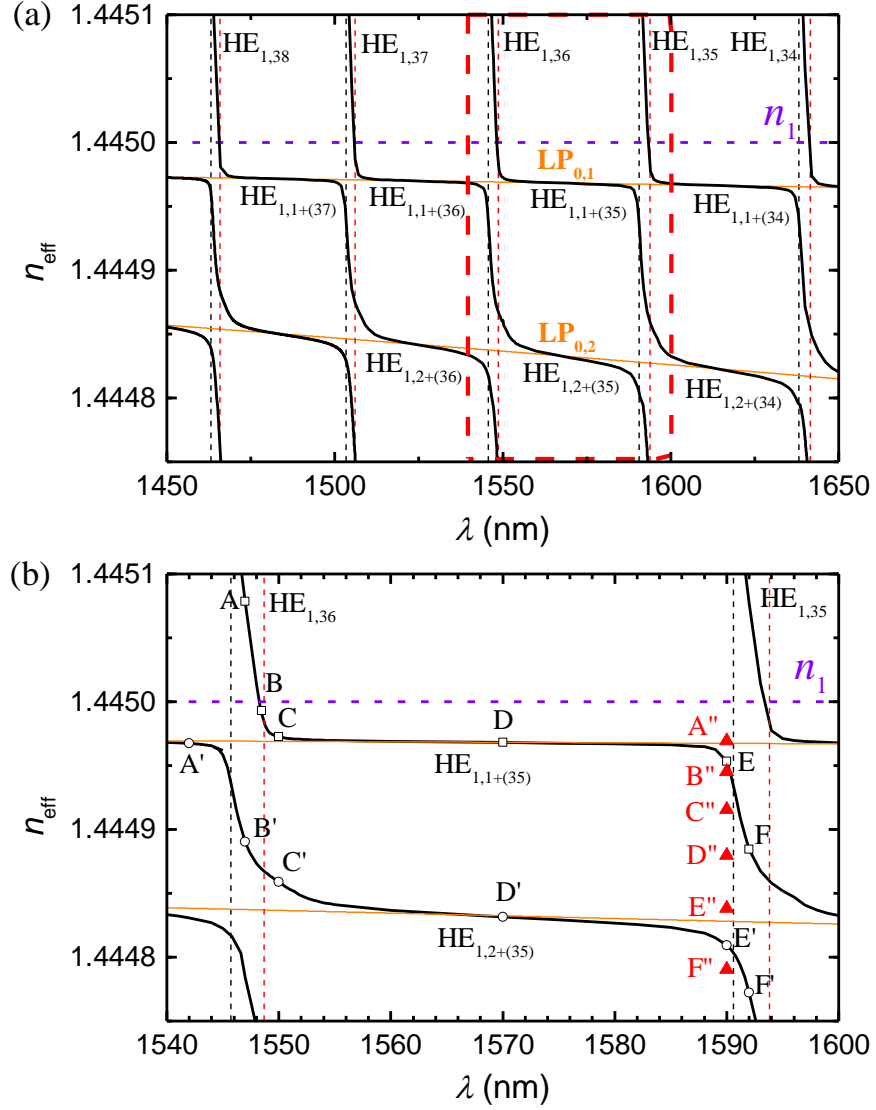 (a)
1.4451
HE1,38
HE1,37
HE1,36
HE1,35
HE1,34
1.4450
n1
LP0,1
HE1,1+(37)
HE1,1+(36)
HE1,1+(35)
HE1,1+(34)
neff
1.4449
LP0,2
HE1,2+(36)
HE1,2+(35)
HE1,2+(34)
1.4448
1450 1500 1550 1600 1650
λ (nm)
(b)
1.4451
A
HE1,36
HE1,35
B
n1
1.4450
C
D
A"
A'
HE1,1+(35)
E
B"
neff
C"
1.4449
B'
F
C'
D"
D'
E"
HE1,2+(35)
E'
1.4448
F"
F'
1540 1550 1560 1570 1580 1590 1600
λ (nm)